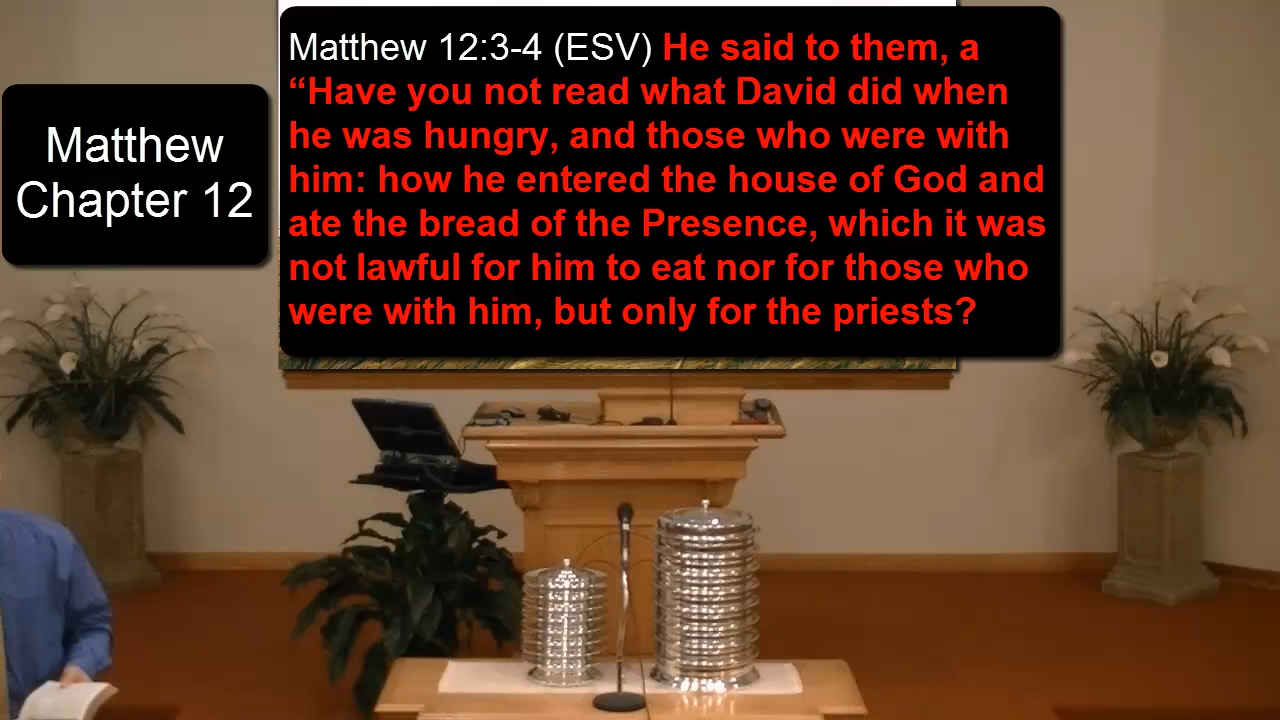 Matthew
Chapter 12
Matthew 12:3-4 (ESV) He said to them, a
“Have you not read what David did when
he was hungry, and those who were with
him: how he entered the house of God and
ate the bread of the Presence, which it was
not lawful for him to eat nor for those who
were with him, but only for the priests?